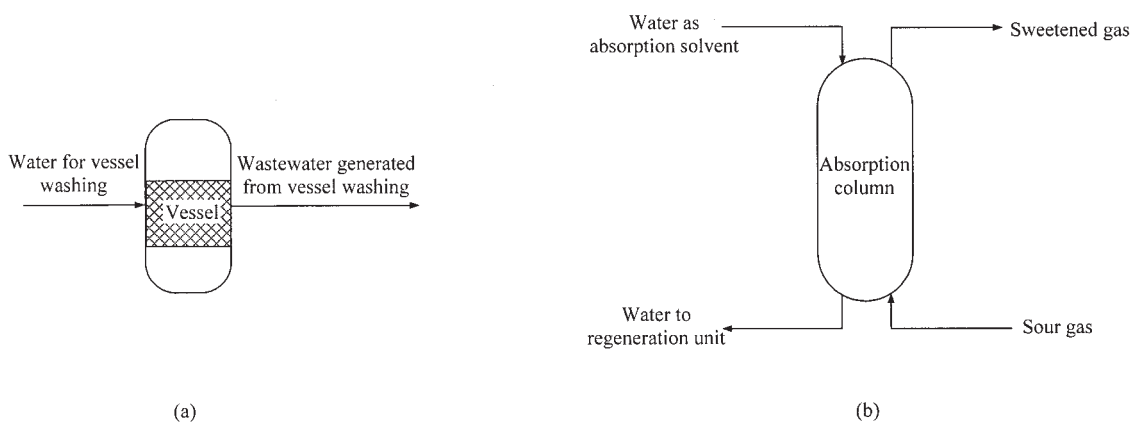 Water for vessel
washing
Wastewater generated
from vessel washing
Vessel
(a)
Water as
absorption solvent
Sweetened gas
Absorption
column
Water to
regeneration unit
Sour gas
(b)